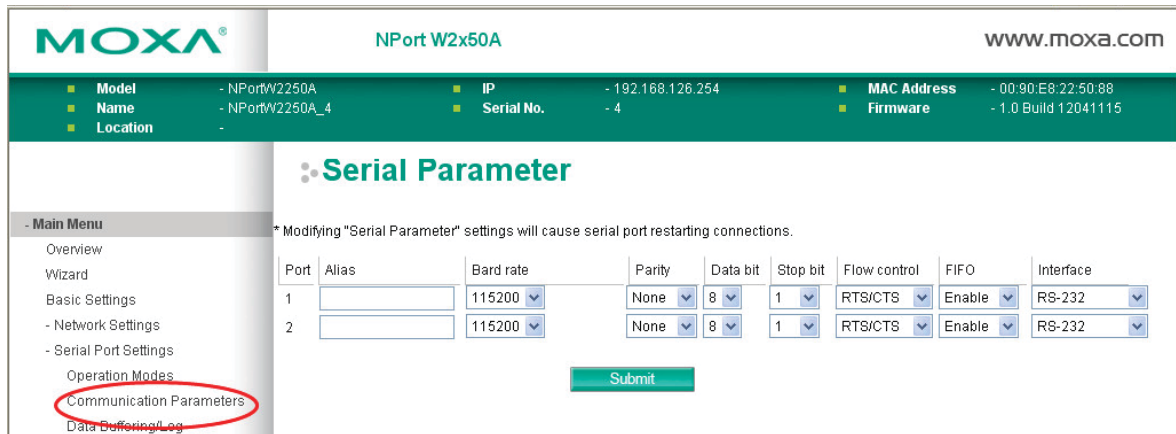 MOXA®
NPort W2x50A
www.moxa.com
Model - NPortW2250A IP - 192.168.126.254 MAC Address - 00:90:E8:22:50:88
Name - NPortW2250A_4 Serial No. - 4 Firmware - 1.0 Build 12041115
Location -
Serial Parameter
- Main Menu
Overview
Wizard
Basic Settings
- Network Settings
- Serial Port Settings
Operation Modes
Communication Parameters
Data Buffering/Log
* Modifying "Serial Parameter" settings will cause serial port restarting connections.
Port Alias Bard rate Parity Data bit Stop bit Flow control FIFO Interface
1 115200 None 8 1 RTS/CTS Enable RS-232
2 115200 None 8 1 RTS/CTS Enable RS-232
Submit